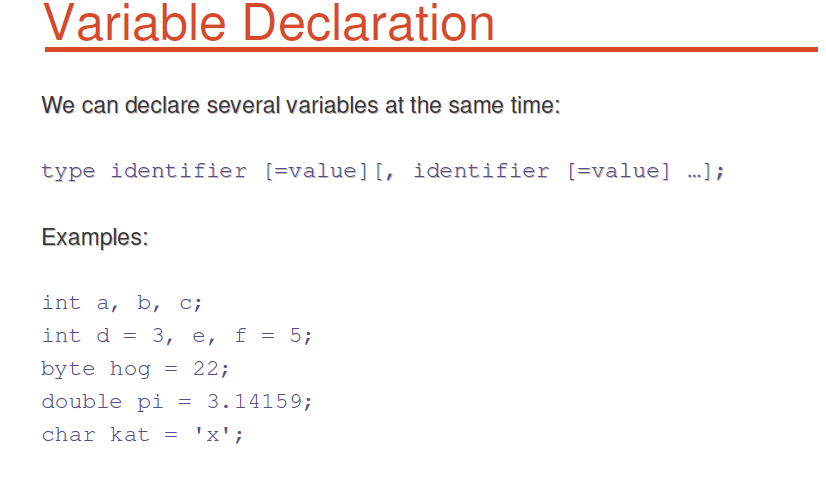 Variable Declaration
We can declare several variables at the same time:
type identifier [=value][, identifier [=value] …];
Examples:
int a, b, c;
int d = 3, e, f = 5;
byte hog = 22;
double pi = 3.14159;
char kat = 'x';